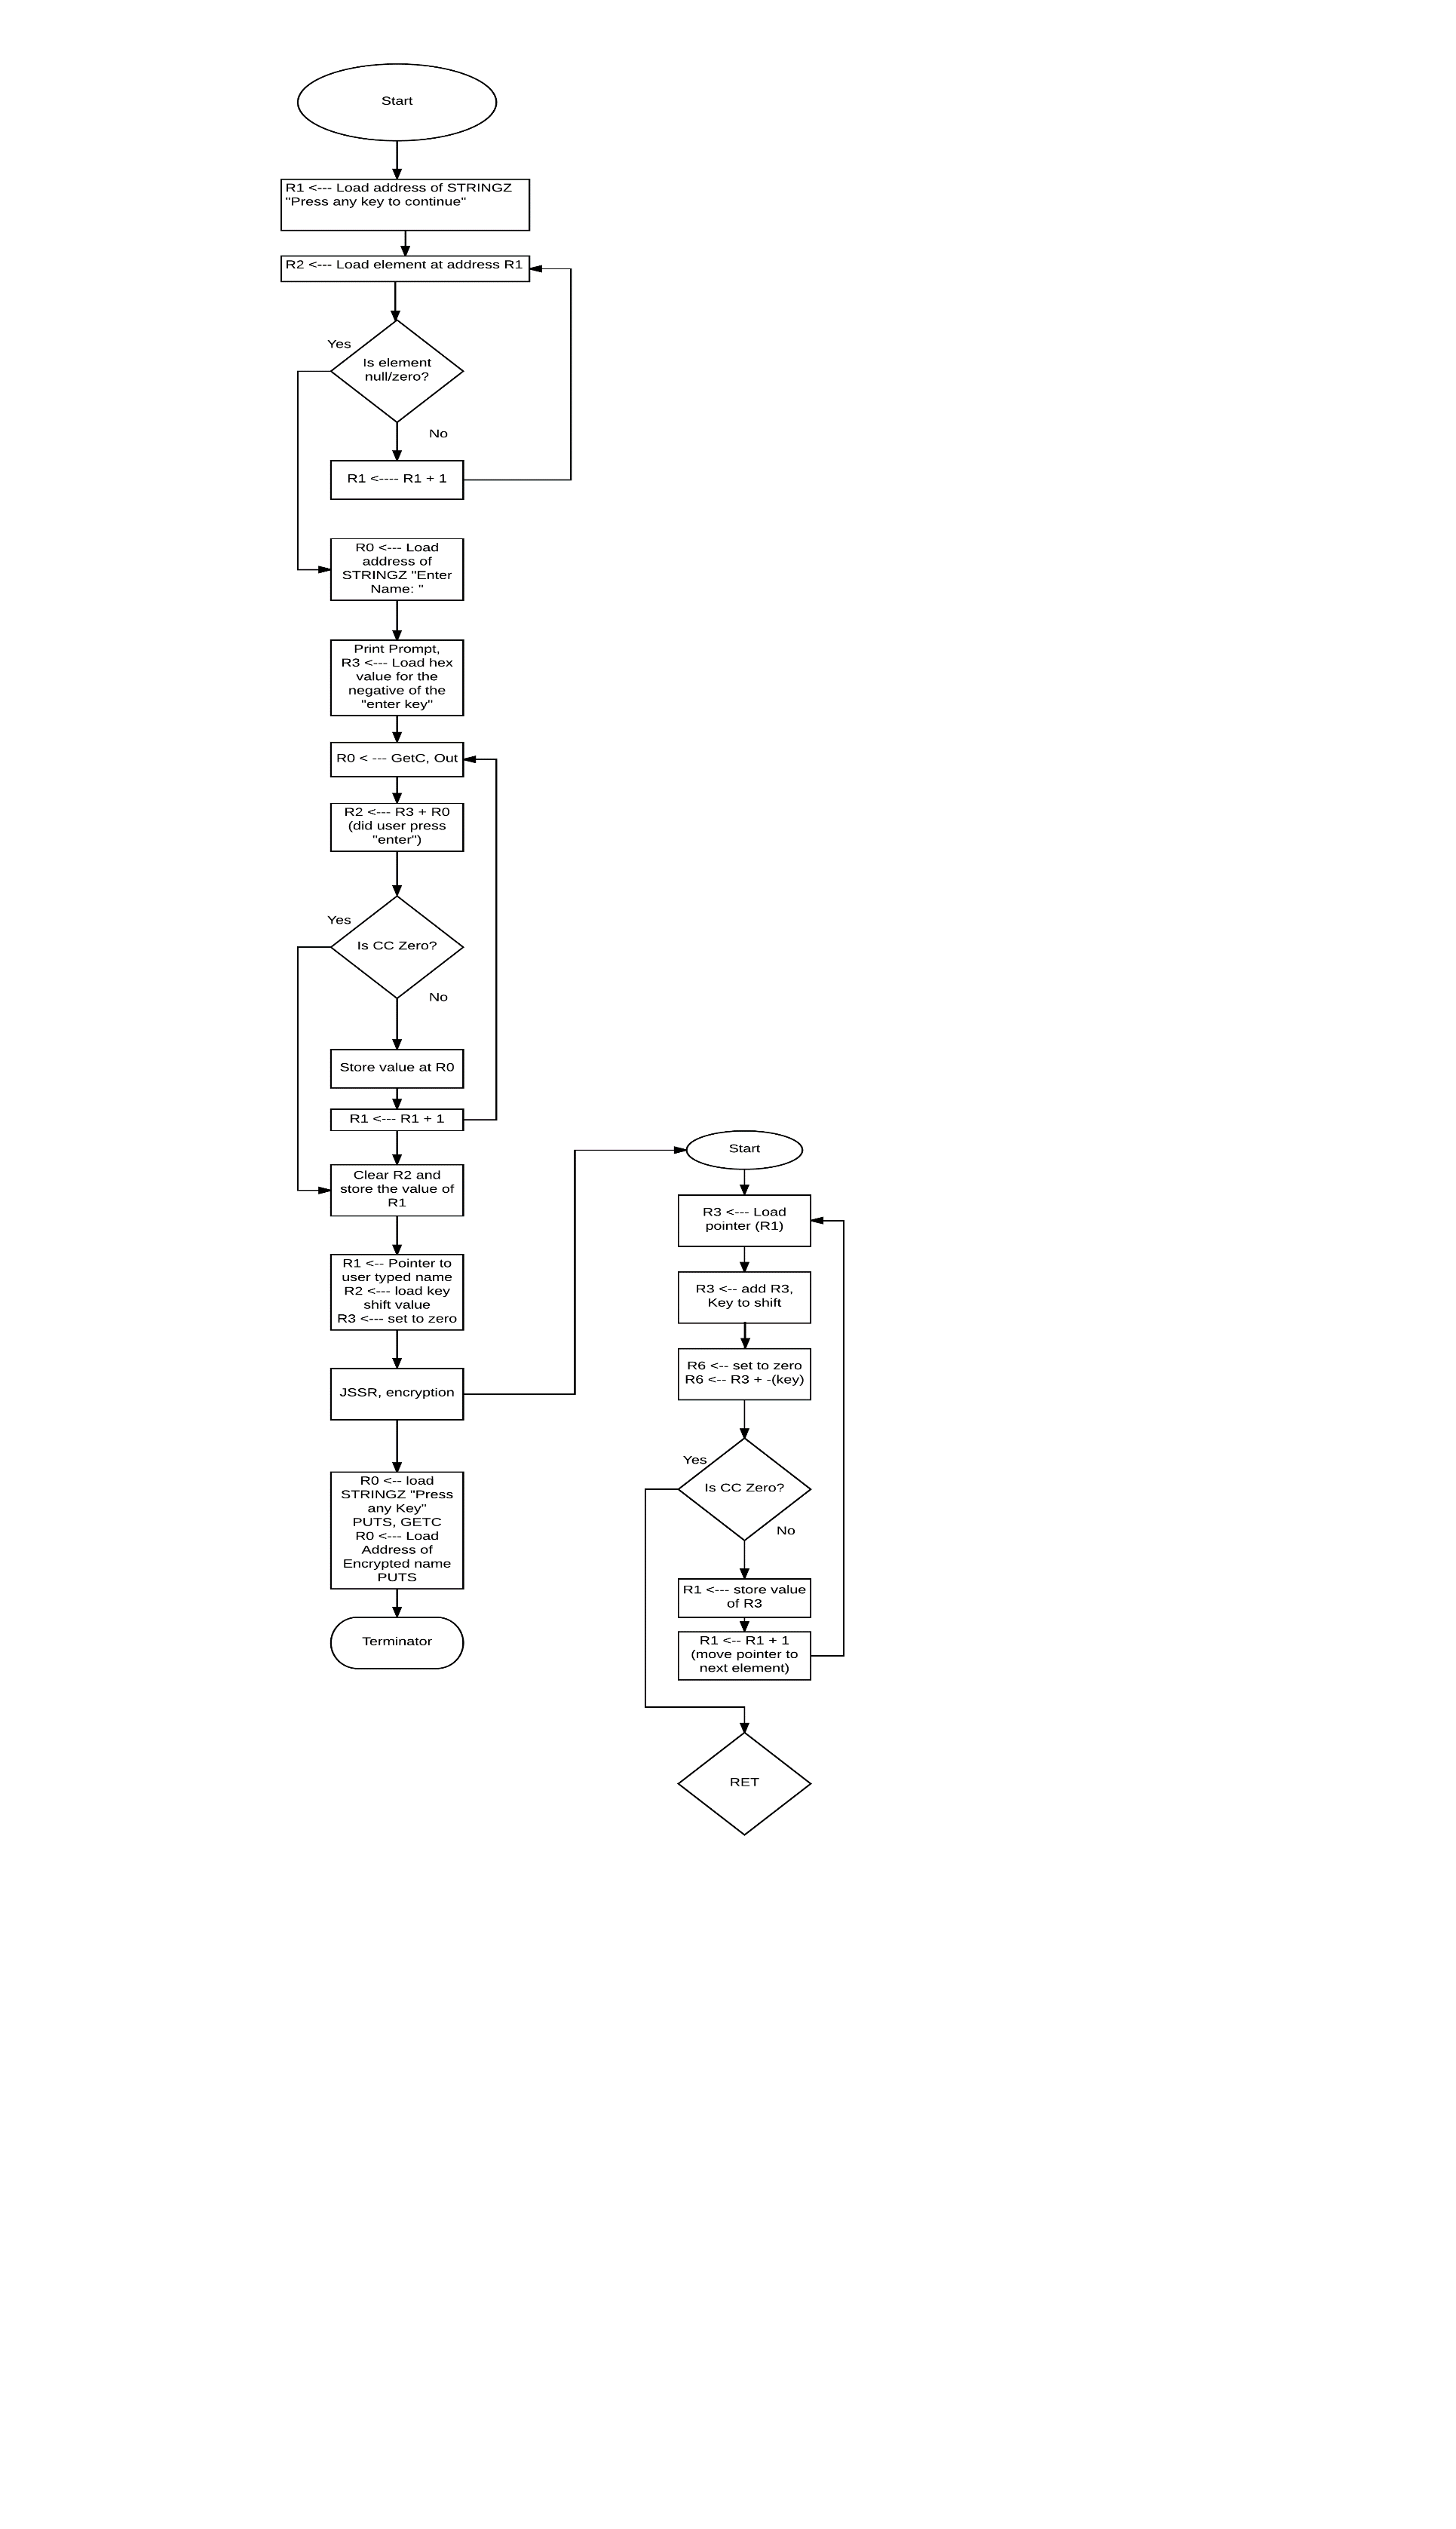 Start
R1 <--- Load address of STRINGZ
"Press any key to continue"
R2 <--- Load element at address R1
Yes
Is element
null/zero?
No
R1 <---- R1 + 1
R0 <--- Load
address of
STRINGZ "Enter
Name: "
Print Prompt,
R3 <--- Load hex
value for the
negative of the
"enter key"
R0 < --- GetC, Out
R2 <--- R3 + R0
(did user press
"enter")
Yes
Is CC Zero?
No
Store value at R0
R1 <--- R1 + 1
Clear R2 and
store the value of
R1
R1 <-- Pointer to
user typed name
R2 <--- load key
shift value
R3 <--- set to zero
JSSR, encryption
R0 <-- load
STRINGZ "Press
any Key"
PUTS, GETC
R0 <--- Load
Address of
Encrypted name
PUTS
Terminator
Start
R3 <--- Load
pointer (R1)
R3 <-- add R3,
Key to shift
R6 <-- set to zero
R6 <-- R3 + -(key)
Yes
Is CC Zero?
No
R1 <--- store value
of R3
R1 <-- R1 + 1
(move pointer to
next element)
RET